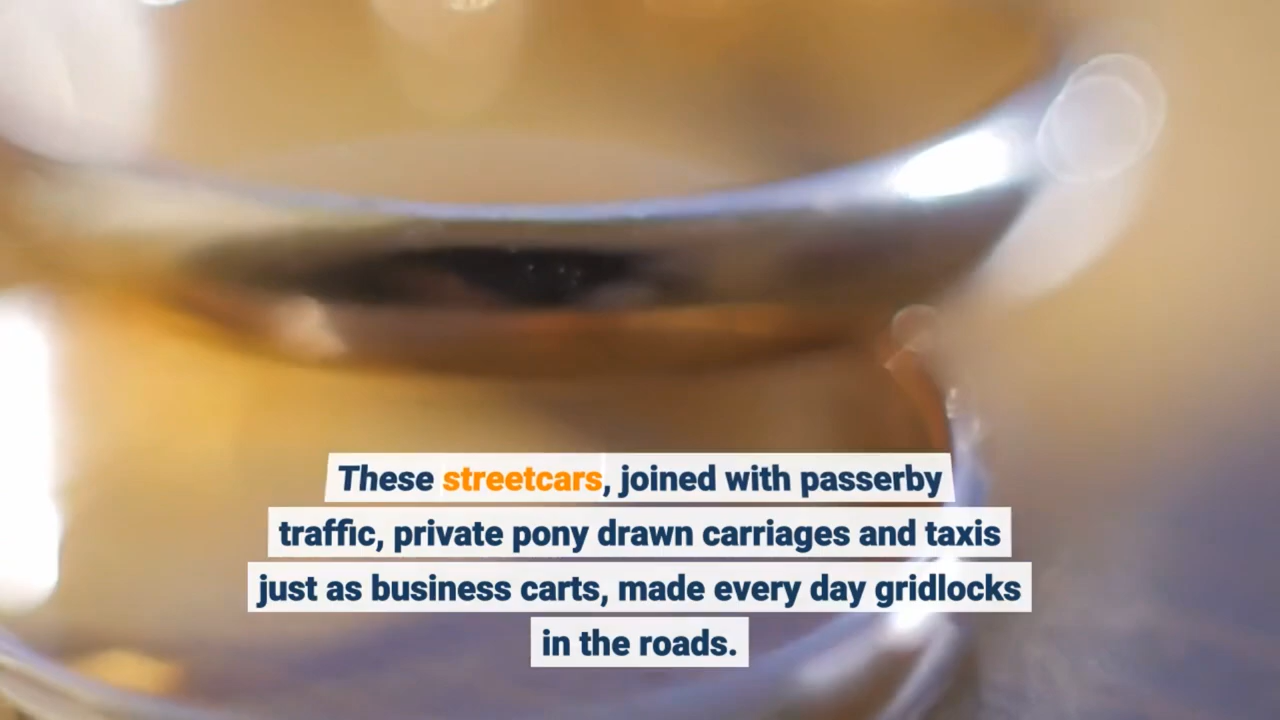 These streetcars, joined with passerby
traffic, private pony drawn carriages and taxis
just as business carts, made every day gridlocks
in the roads.